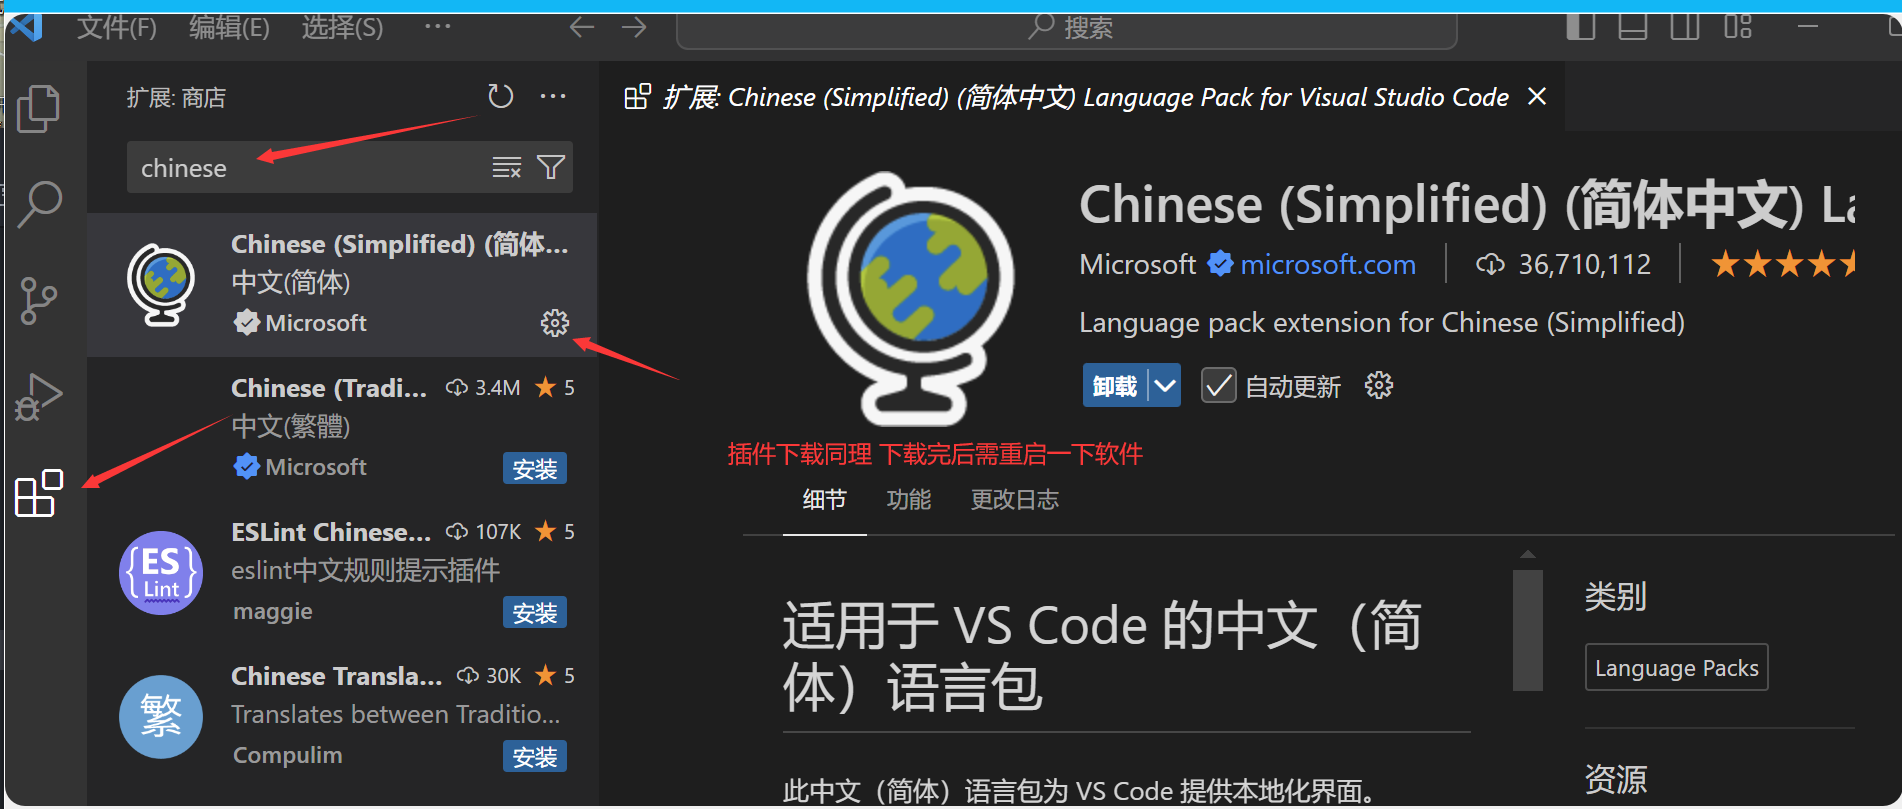 文件(F) 编辑(E) 选择(S) ··· 搜索
扩展: 商店
chinese
Chinese (Simplified) (简体...
中文(简体)
Microsoft
Chinese (Tradi... 3.4M 5
中文(繁體)
Microsoft 安装
ESLint Chinese... 107K 5
eslint中文规则提示插件
maggie 安装
ES
Lint
Chinese Transla... 30K 5
Translates between Traditio...
Compulim 安装
繁
扩展: Chinese (Simplified) (简体中文) Language Pack for Visual Studio Code
Chinese (Simplified) (简体中文) La
Microsoft microsoft.com 36,710,112
Language pack extension for Chinese (Simplified)
卸载 自动更新
插件下载同理 下载完后需重启一下软件
细节 功能 更改日志
适用于 VS Code 的中文（简
体）语言包
此中文（简体）语言包为 VS Code 提供本地化界面。
类别
Language Packs
资源